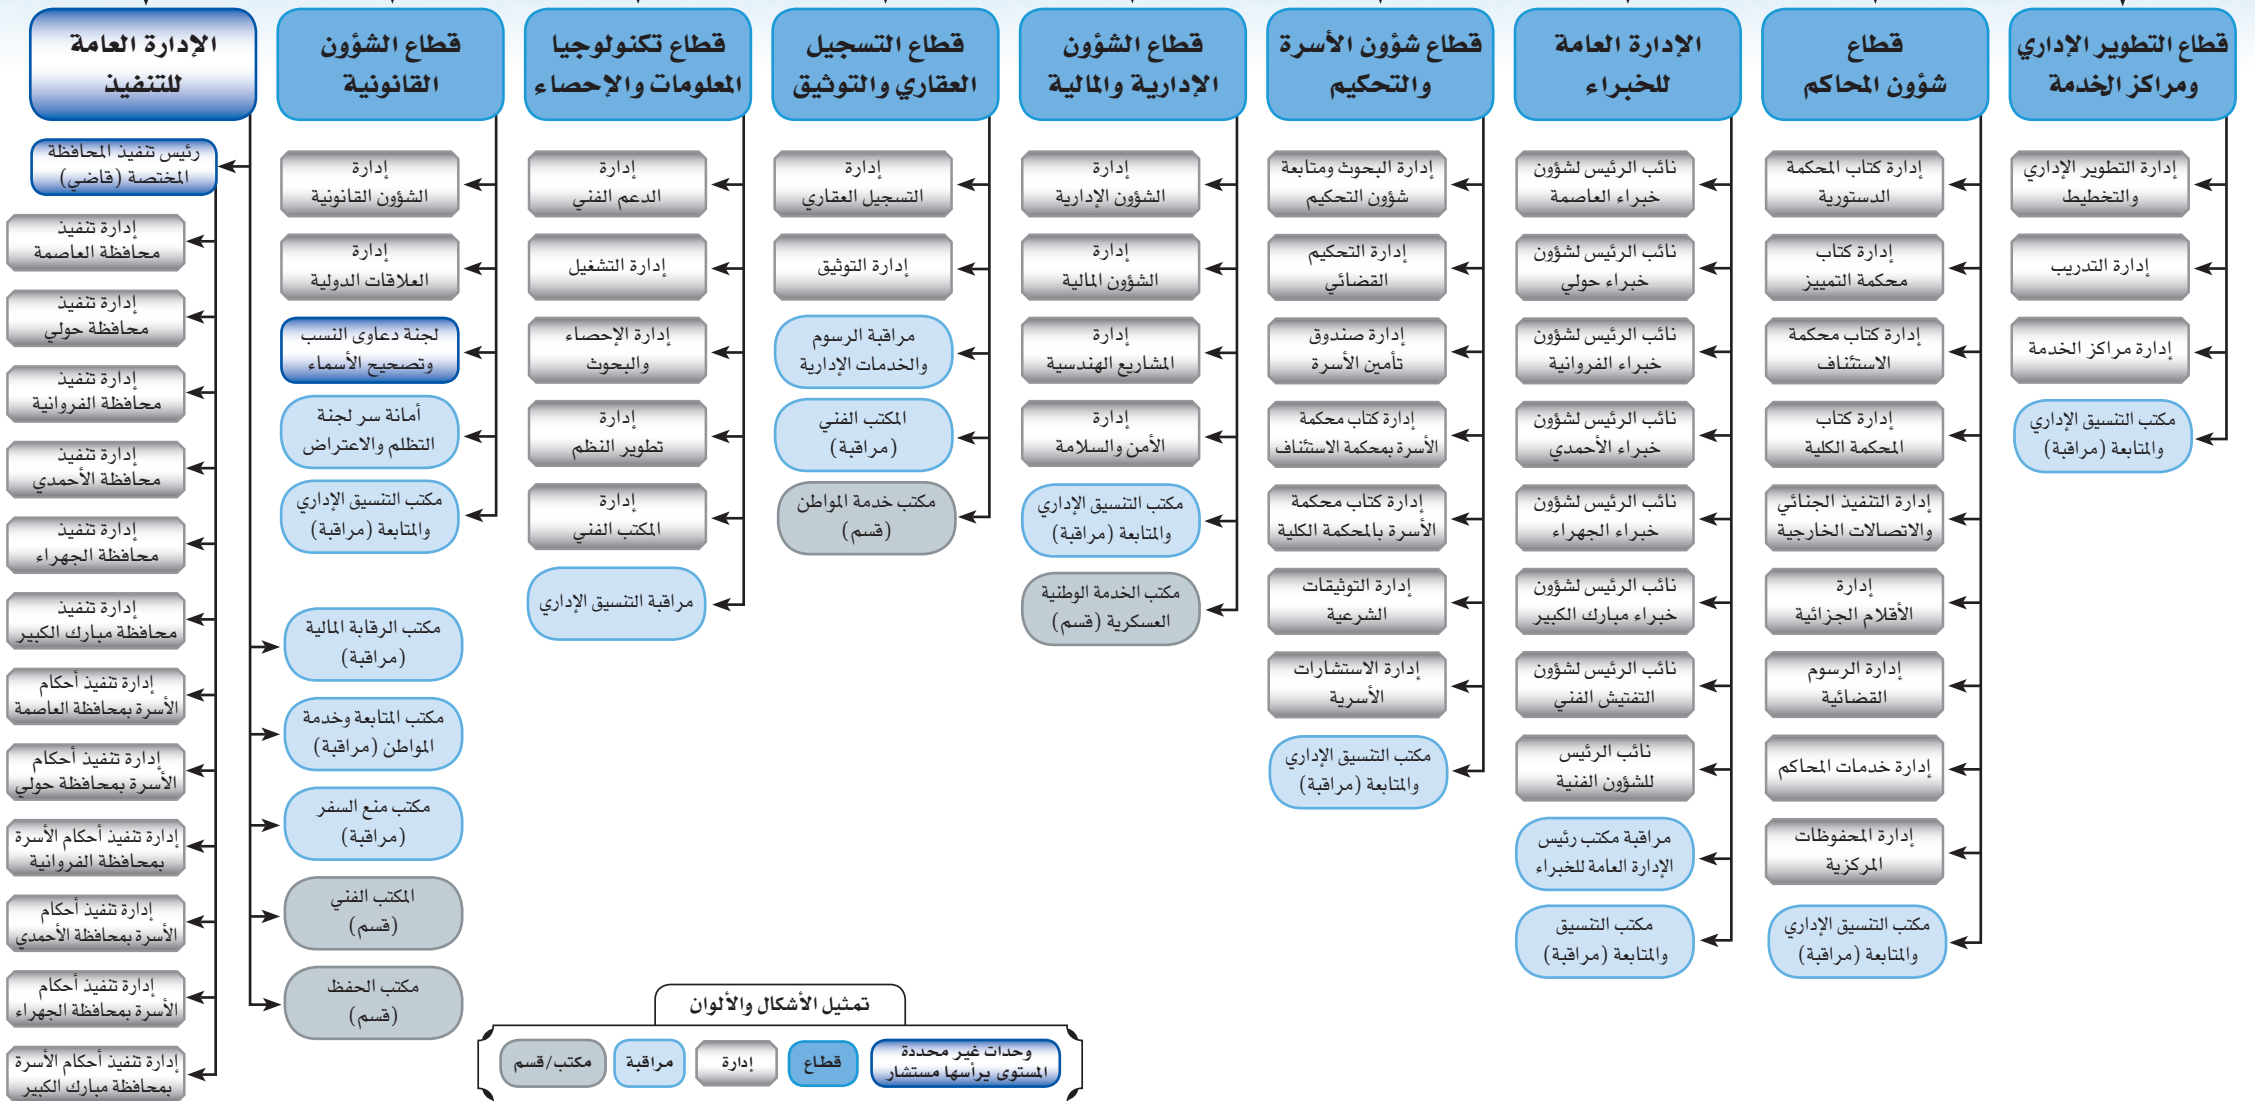 قطاع التطوير الإداري
ومراكز الخدمة
إدارة التطوير الإداري
والتخطيط
إدارة التدريب
إدارة مراكز الخدمة
مكتب التنسيق الإداري
والمتابعة (مراقبة)
قطاع
شؤون المحاكم
إدارة كتاب المحكمة
الدستورية
إدارة كتاب
محكمة التمييز
إدارة كتاب محكمة
الاستئناف
إدارة كتاب
المحكمة الكلية
إدارة التنفيذ الجنائي
والاتصالات الخارجية
إدارة
الأقلام الجزائية
إدارة الرسوم
القضائية
إدارة خدمات المحاكم
إدارة المحفوظات
المركزية
مكتب التنسيق الإداري
والمتابعة (مراقبة)
الإدارة العامة
للخبراء
نائب الرئيس لشؤون
خبراء العاصمة
نائب الرئيس لشؤون
خبراء حولي
نائب الرئيس لشؤون
خبراء الفروانية
نائب الرئيس لشؤون
خبراء الأحمدي
نائب الرئيس لشؤون
خبراء الجهراء
نائب الرئيس لشؤون
خبراء مبارك الكبير
نائب الرئيس لشؤون
التفتيش الفني
نائب الرئيس
للشؤون الفنية
مراقبة مكتب رئيس
الإدارة العامة للخبراء
مكتب التنسيق
والمتابعة (مراقبة)
قطاع شؤون الأسرة
والتحكيم
إدارة البحوث ومتابعة
شؤون التحكيم
إدارة التحكيم
القضائي
إدارة صندوق
تأمين الأسرة
إدارة كتاب محكمة
الأسرة بمحكمة الاستئناف
إدارة كتاب محكمة
الأسرة بالمحكمة الكلية
إدارة التوثيقات
الشرعية
إدارة الاستشارات
الأسرية
مكتب التنسيق الإداري
والمتابعة (مراقبة)
قطاع الشؤون
الإدارية والمالية
إدارة
الشؤون الإدارية
إدارة
الشؤون المالية
إدارة
المشاريع الهندسية
إدارة
الأمن والسلامة
مكتب التنسيق الإداري
والمتابعة (مراقبة)
مكتب الخدمة الوطنية
العسكرية (قسم)
قطاع التسجيل
العقاري والتوثيق
إدارة
التسجيل العقاري
إدارة التوثيق
مراقبة الرسوم
والخدمات الإدارية
المكتب الفني
(مراقبة)
مكتب خدمة المواطن
(قسم)
قطاع تكنولوجيا
المعلومات والإحصاء
إدارة
الدعم الفني
إدارة التشغيل
إدارة الإحصاء
والبحوث
إدارة
تطوير النظم
إدارة
المكتب الفني
مراقبة التنسيق الإداري
قطاع الشؤون
القانونية
إدارة
الشؤون القانونية
إدارة
العلاقات الدولية
لجنة دعاوى النسب
وتصحيح الأسماء
أمانة سر لجنة
التظلم والاعتراض
مكتب التنسيق الإداري
والمتابعة (مراقبة)
الإدارة العامة
للتنفيذ
مكتب الرقابة المالية
(مراقبة)
مكتب المتابعة وخدمة
المواطن (مراقبة)
مكتب منع السفر
(مراقبة)
المكتب الفني
(قسم)
مكتب الحفظ
(قسم)
رئيس تنفيذ المحافظة
المختصة (قاضي)
إدارة تنفيذ
محافظة العاصمة
إدارة تنفيذ
محافظة حولي
إدارة تنفيذ
محافظة الفروانية
إدارة تنفيذ
محافظة الأحمدي
إدارة تنفيذ
محافظة الجهراء
إدارة تنفيذ
محافظة مبارك الكبير
إدارة تنفيذ أحكام
الأسرة بمحافظة العاصمة
إدارة تنفيذ أحكام
الأسرة بمحافظة حولي
إدارة تنفيذ أحكام الأسرة
بمحافظة الفروانية
إدارة تنفيذ أحكام
الأسرة بمحافظة الأحمدي
إدارة تنفيذ أحكام
الأسرة بمحافظة الجهراء
إدارة تنفيذ أحكام الأسرة
بمحافظة مبارك الكبير
تمثيل الأشكال والألوان
وحدات غير محددة
المستوى يرأسها مستشار
قطاع
إدارة
مراقبة
مكتب/قسم